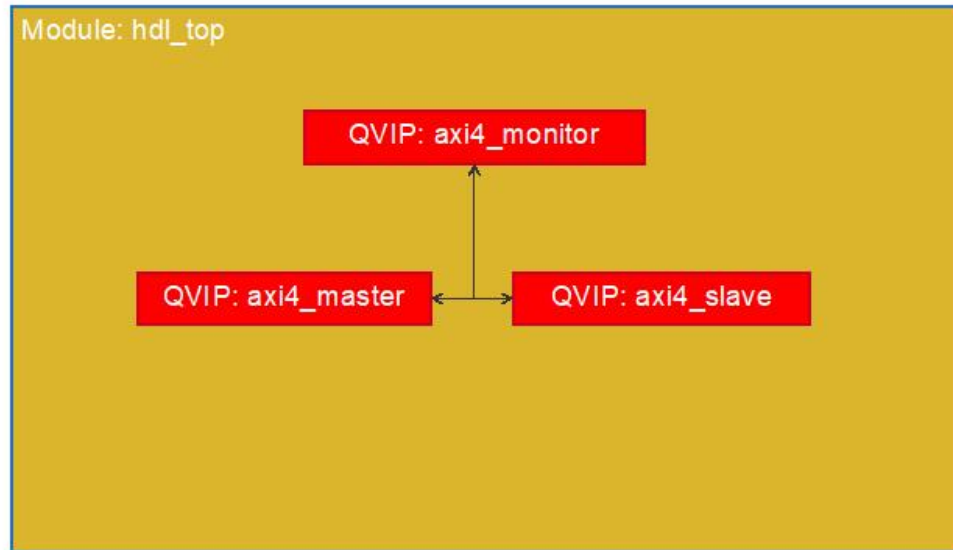 Module: hdl_top
QVIP: axi4_monitor
QVIP: axi4_master
QVIP: axi4_slave